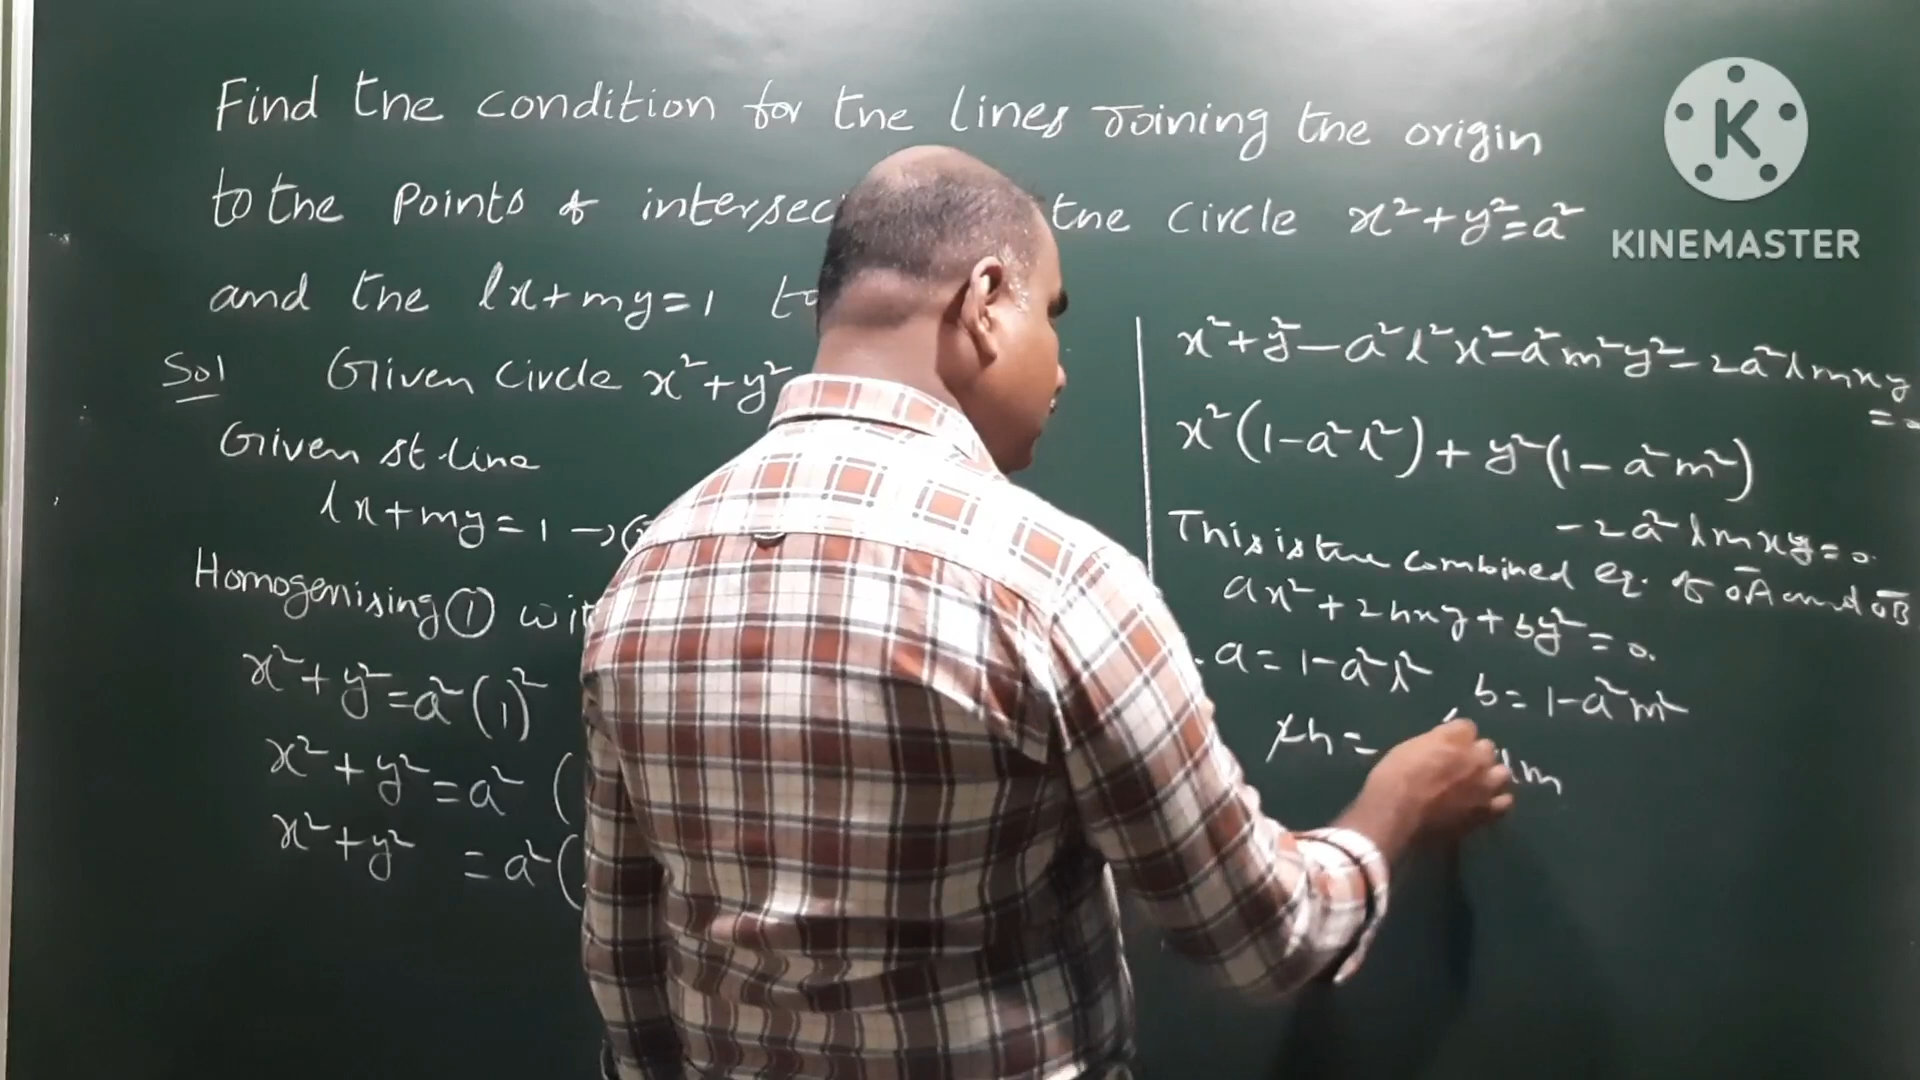 Find the condition for the lines Joining the origin
to the Points of intersec the circle x²+y²=a²
and the lx+my=1 to
Sol Given circle x²+y²
Given st.line
lx+my=1 →(
Homogenising ① wit
x²+y²=a²(1)²
x²+y²=a²(
x²+y² =a²(
x²+y²-a²l²x²-a²m²y²-2a²lmxy
=0
x²(1-a²l²)+y²(1-a²m²)
-2a²lmxy=0.
This is the combined eq. of OA and OB
ax²+2hxy+by²=0.
a=1-a²l² b=1-a²m²
2h= lm
K
KINEMASTER